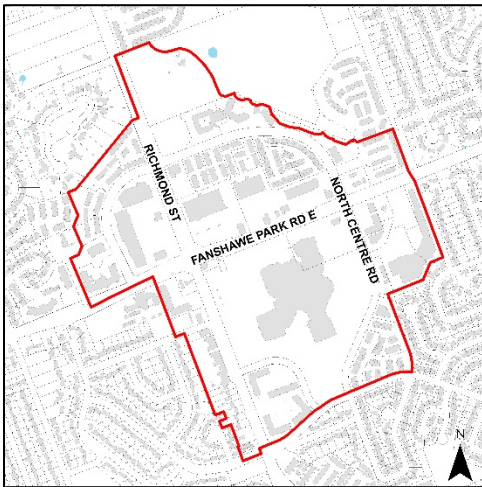 RICHMOND ST
NORTH CENTRE RD
FANSHAWE PARK RD E
N